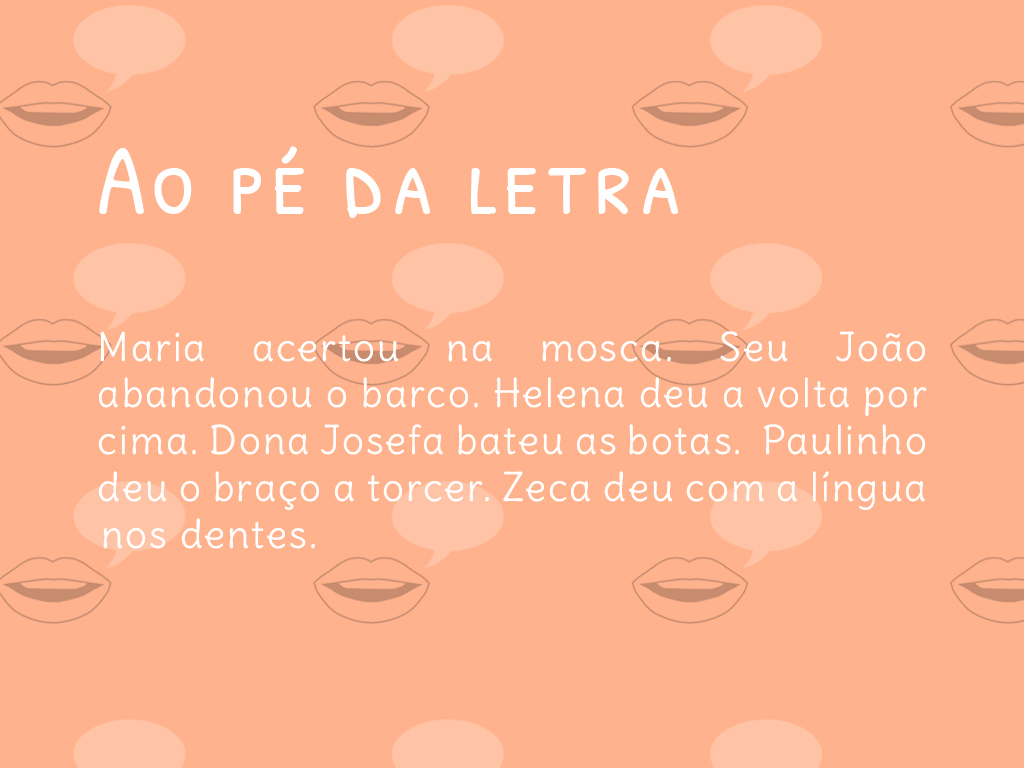 Ao pé da letra
Maria acertou na mosca. Seu João
abandonou o barco. Helena deu a volta por
cima. Dona Josefa bateu as botas. Paulinho
deu o braço a torcer. Zeca deu com a língua
nos dentes.